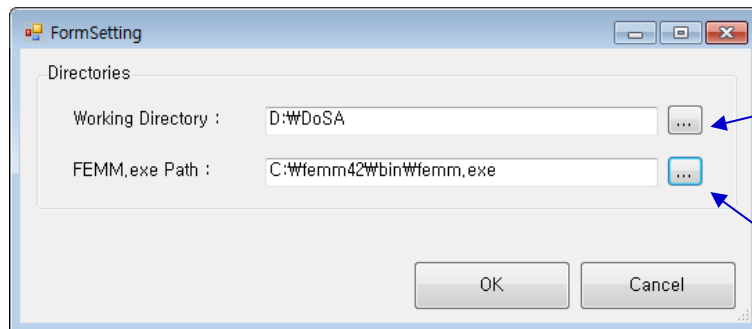 FormSetting
Directories
Working Directory : D:₩DoSA ...
FEMM,exe Path : C:₩femm42₩bin₩femm,exe ...
OK Cancel